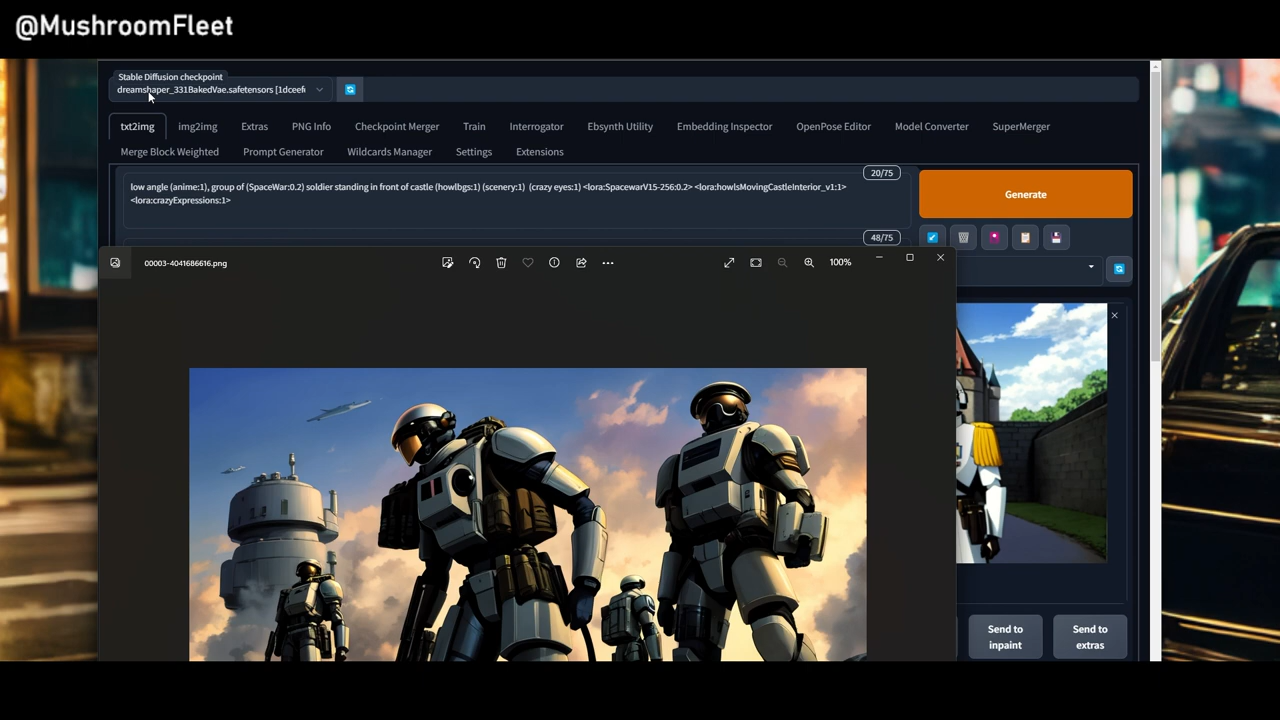 @MushroomFleet
Stable Diffusion checkpoint
dreamshaper_331BakedVae.safetensors [1dceefe
txt2img img2img Extras PNG Info Checkpoint Merger Train Interrogator Ebsynth Utility Embedding Inspector OpenPose Editor Model Converter SuperMerger
Merge Block Weighted Prompt Generator Wildcards Manager Settings Extensions
20/75
low angle (anime:1), group of (SpaceWar:0.2) soldier standing in front of castle (howlbgs:1) (scenery:1) (crazy eyes:1) <lora:SpacewarV15-256:0.2> <lora:howlsMovingCastleInterior_v1:1>
<lora:crazyExpressions:1>
Generate
48/75
00003-4041686616.png
100%
Send to
inpaint
Send to
extras